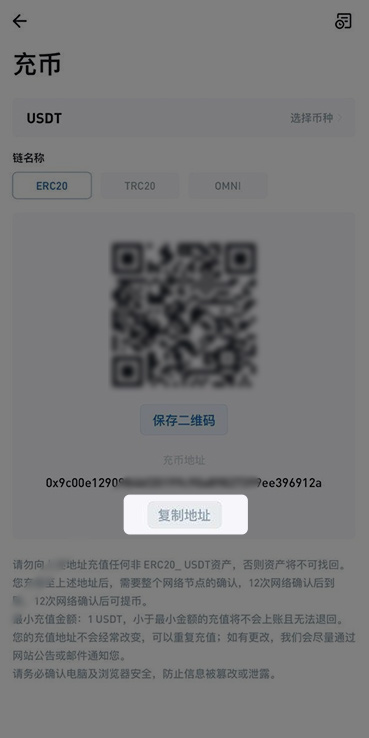 充币
USDT
选择币种
链名称
ERC20 TRC20 OMNI
保存二维码
充币地址
0x9c00e1290 9ee396912a
复制地址
请勿向 地址充值任何非 ERC20_ USDT资产，否则资产将不可找回。
您 上述地址后，需要整个网络节点的确认，12次网络确认后到
，12次网络确认后可提币。
最小充值金额：1 USDT，小于最小金额的充值将不会上账且无法退回。
您的充值地址不会经常改变，可以重复充值；如有更改，我们会尽量通过
网站公告或邮件通知您。
请务必确认电脑及浏览器安全，防止信息被篡改或泄露。